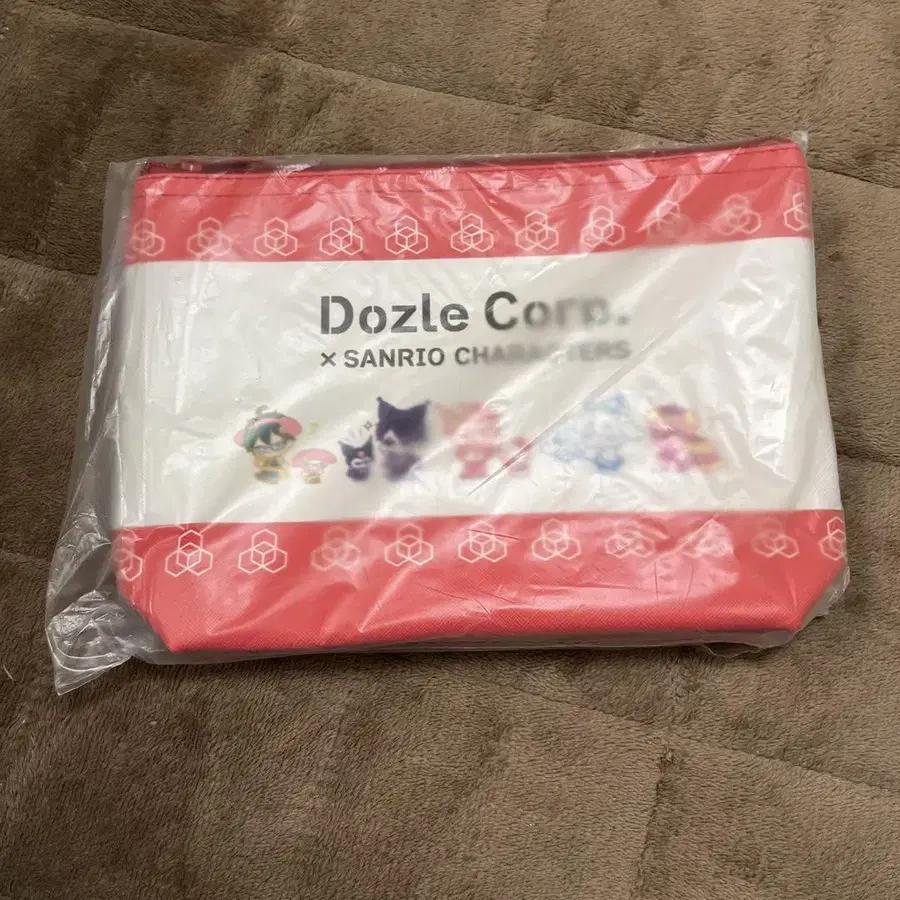 Dozle Corp.
× SANRIO CHARACTERS